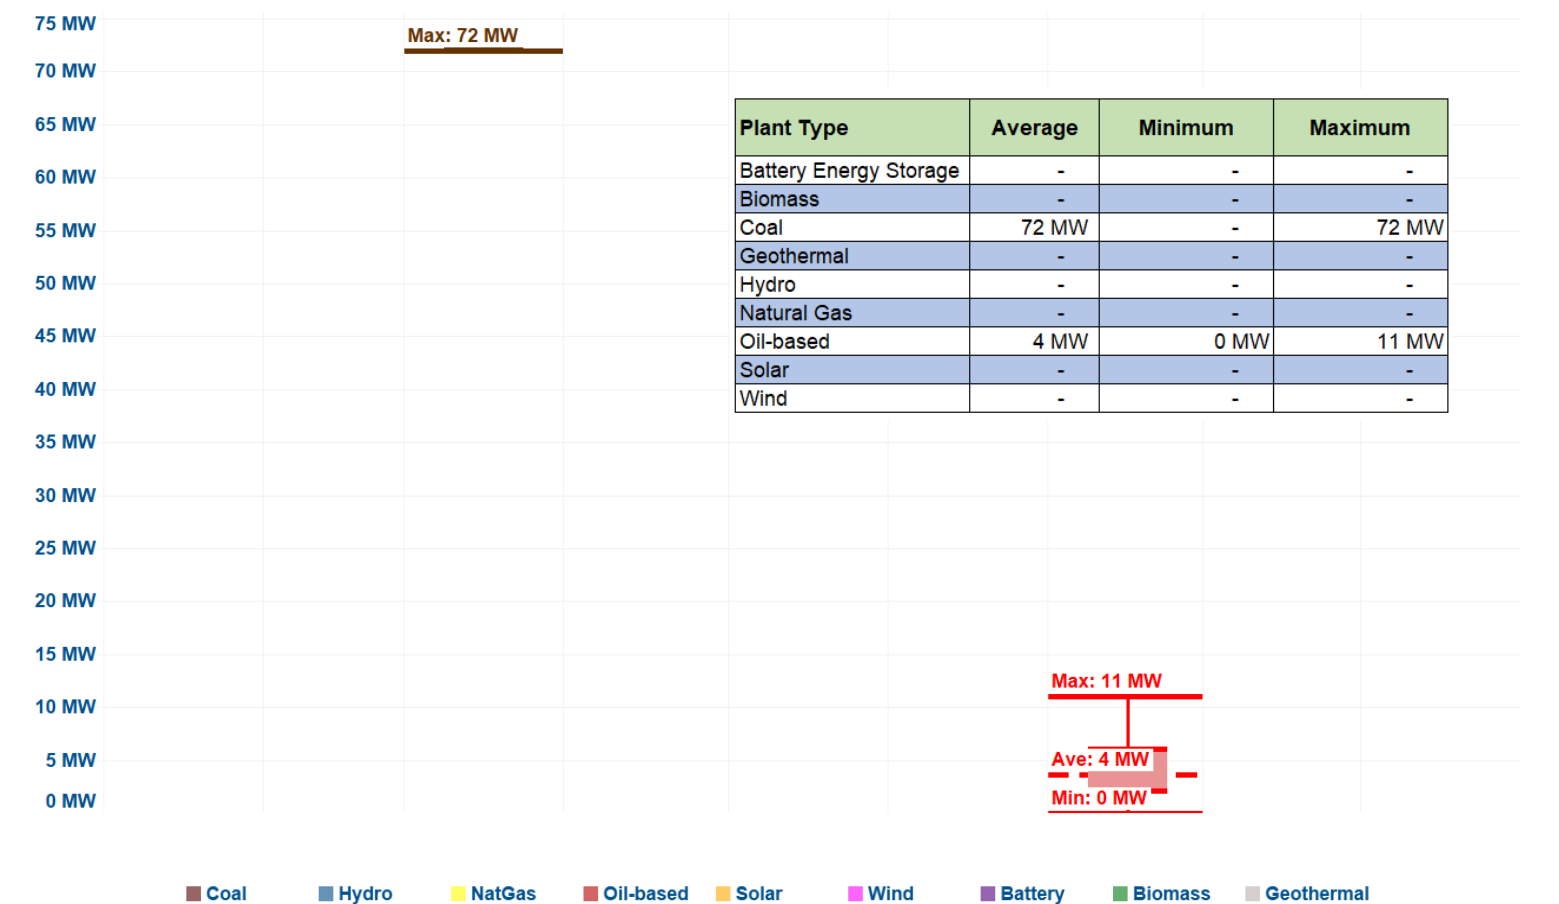 75 MW
Max: 72 MW
70 MW
65 MW
60 MW
55 MW
50 MW
45 MW
40 MW
35 MW
30 MW
25 MW
20 MW
15 MW
10 MW
5 MW
0 MW
Plant Type Average Minimum Maximum
Battery Energy Storage - - -
Biomass - - -
Coal 72 MW - 72 MW
Geothermal - - -
Hydro - - -
Natural Gas - - -
Oil-based 4 MW 0 MW 11 MW
Solar - - -
Wind - - -
Max: 11 MW
Ave: 4 MW
Min: 0 MW
Coal Hydro NatGas Oil-based Solar Wind Battery Biomass Geothermal